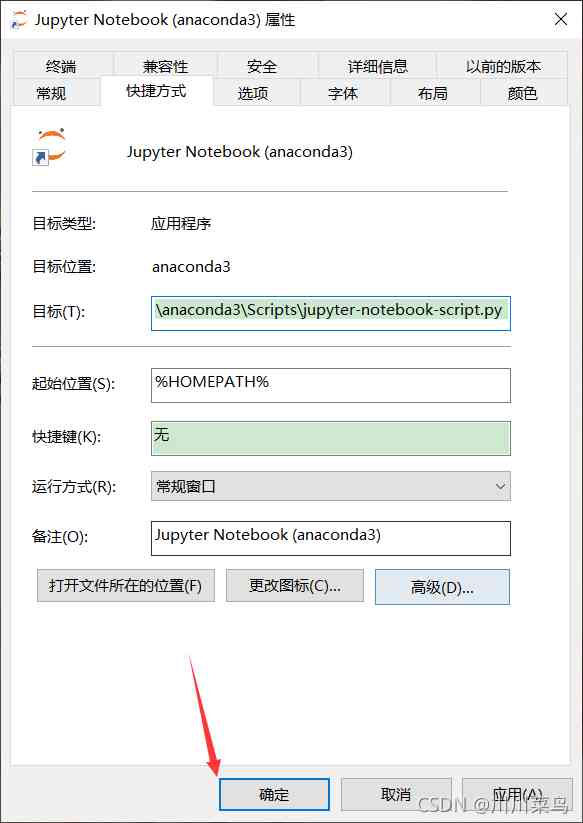 Jupyter Notebook (anaconda3) 属性
终端 兼容性 安全 详细信息 以前的版本
常规 快捷方式 选项 字体 布局 颜色
Jupyter Notebook (anaconda3)
目标类型: 应用程序
目标位置: anaconda3
目标(T): \anaconda3\Scripts\jupyter-notebook-script.py
起始位置(S): %HOMEPATH%
快捷键(K): 无
运行方式(R): 常规窗口
备注(O): Jupyter Notebook (anaconda3)
打开文件所在的位置(F) 更改图标(C)... 高级(D)...
确定 取消 应用(A)
CSDN @川川菜鸟